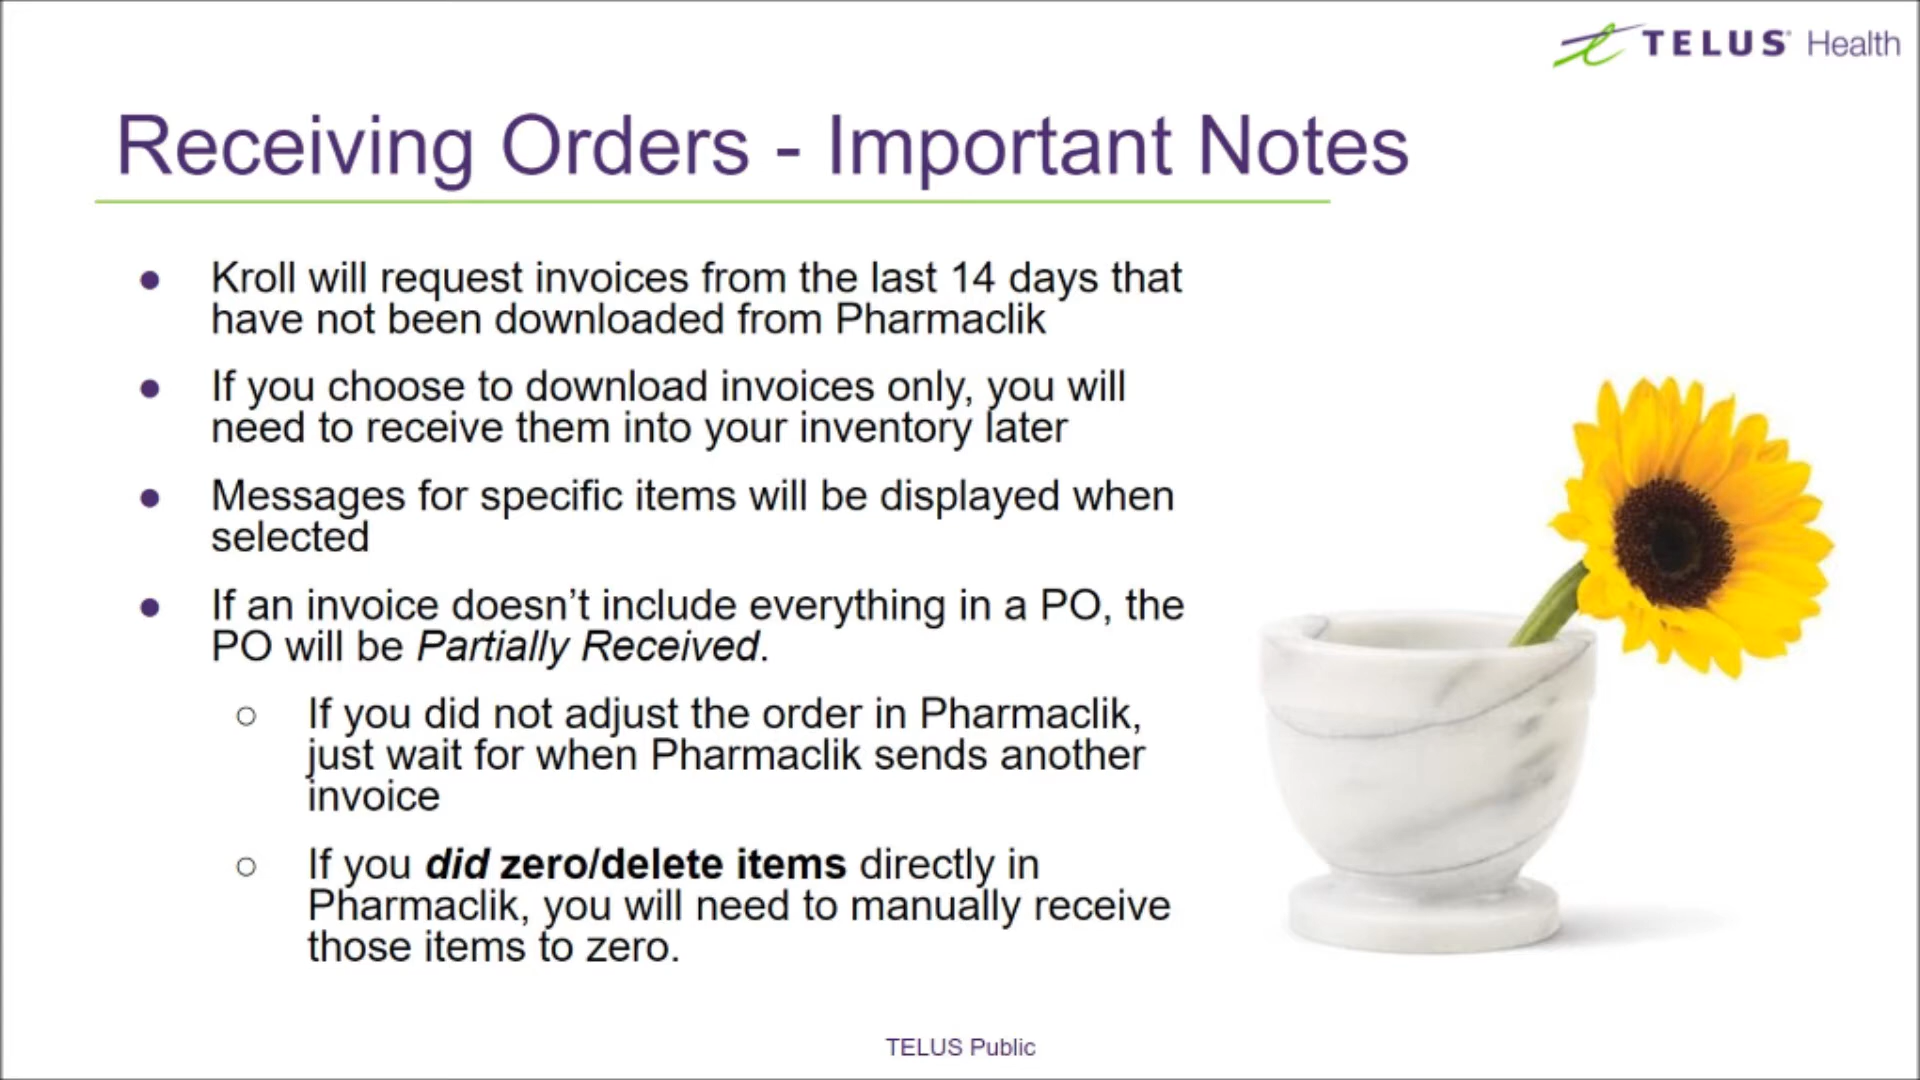 TELUS Health
Receiving Orders - Important Notes
● Kroll will request invoices from the last 14 days that
have not been downloaded from Pharmaclik
● If you choose to download invoices only, you will
need to receive them into your inventory later
● Messages for specific items will be displayed when
selected
● If an invoice doesn’t include everything in a PO, the
PO will be Partially Received.
○ If you did not adjust the order in Pharmaclik,
just wait for when Pharmaclik sends another
invoice
○ If you did zero/delete items directly in
Pharmaclik, you will need to manually receive
those items to zero.
TELUS Public